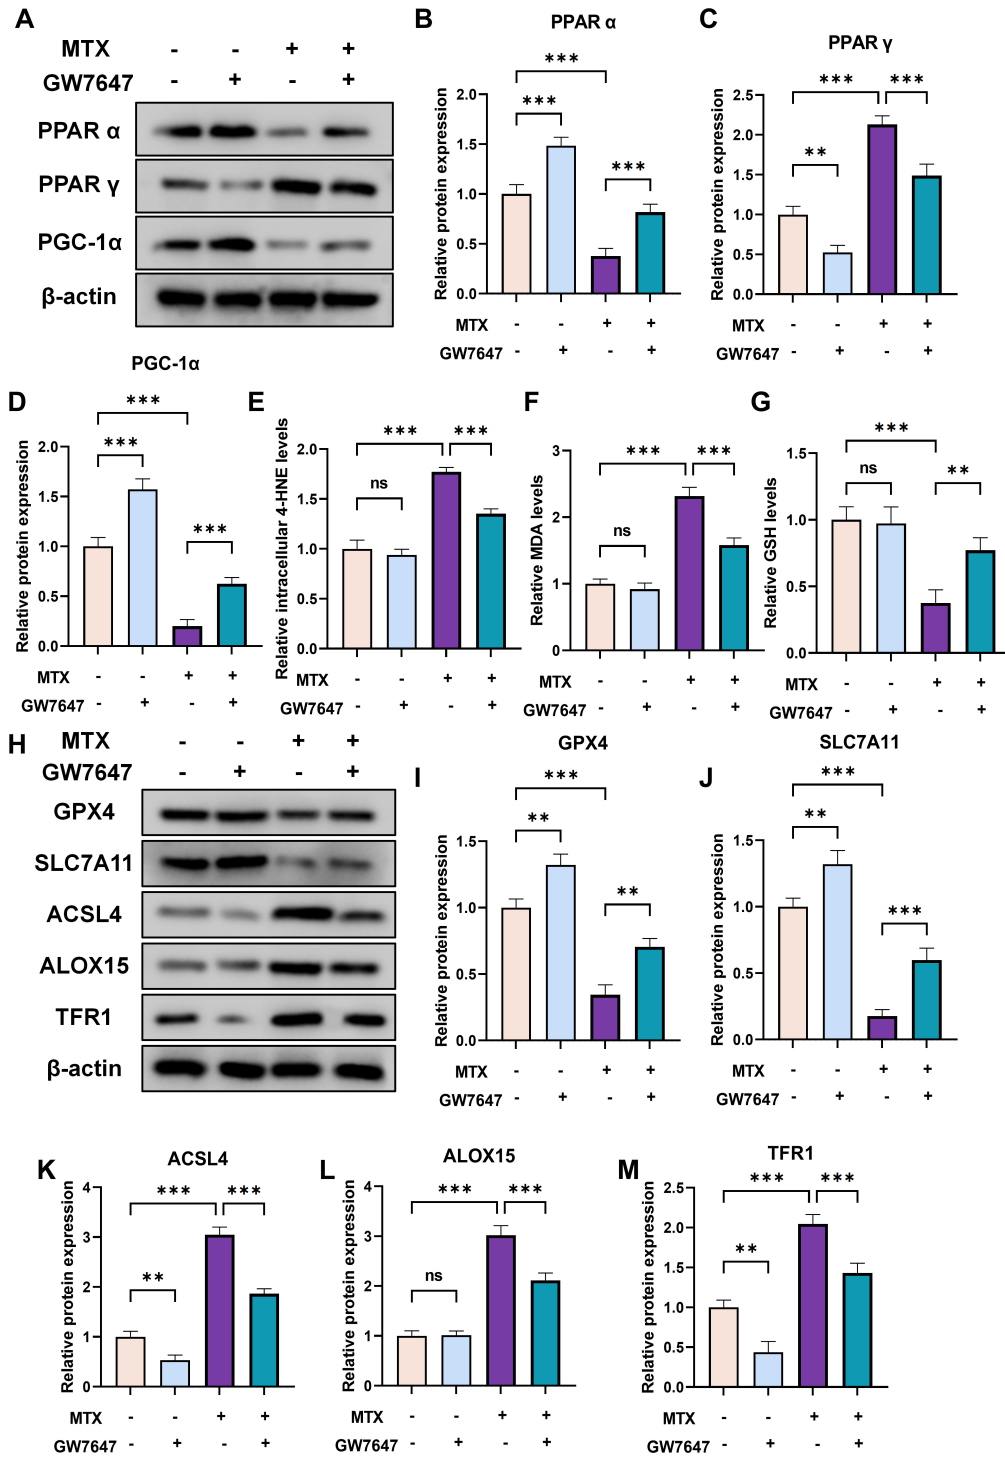 A
MTX - - + +
GW7647 - + - +
PPAR α
PPAR γ
PGC-1α
β-actin
B
PPAR α
***
***
***
Relative protein expression
2.0
1.5
1.0
0.5
0.0
MTX - - + +
GW7647 - + - +
C
PPAR γ
*** ***
**
Relative protein expression
2.5
2.0
1.5
1.0
0.5
0.0
MTX - - + +
GW7647 - + - +
D
PGC-1α
***
***
***
Relative protein expression
2.0
1.5
1.0
0.5
0.0
MTX - - + +
GW7647 - + - +
E
*** ***
ns
Relative intracellular 4-HNE levels
2.0
1.5
1.0
0.5
0.0
MTX - - + +
GW7647 - + - +
F
*** ***
ns
Relative MDA levels
3
2
1
0
MTX - - + +
GW7647 - + - +
G
***
ns **
Relative GSH levels
1.5
1.0
0.5
0.0
MTX - - + +
GW7647 - + - +
H
MTX - - + +
GW7647 - + - +
GPX4
SLC7A11
ACSL4
ALOX15
TFR1
β-actin
I
GPX4
***
**
**
Relative protein expression
1.5
1.0
0.5
0.0
MTX - - + +
GW7647 - + - +
J
SLC7A11
***
**
***
Relative protein expression
1.5
1.0
0.5
0.0
MTX - - + +
GW7647 - + - +
K
ACSL4
*** ***
**
Relative protein expression
4
3
2
1
0
MTX - - + +
GW7647 - + - +
L
ALOX15
*** ***
ns
Relative protein expression
4
3
2
1
0
MTX - - + +
GW7647 - + - +
M
TFR1
*** ***
**
Relative protein expression
2.5
2.0
1.5
1.0
0.5
0.0
MTX - - + +
GW7647 - + - +